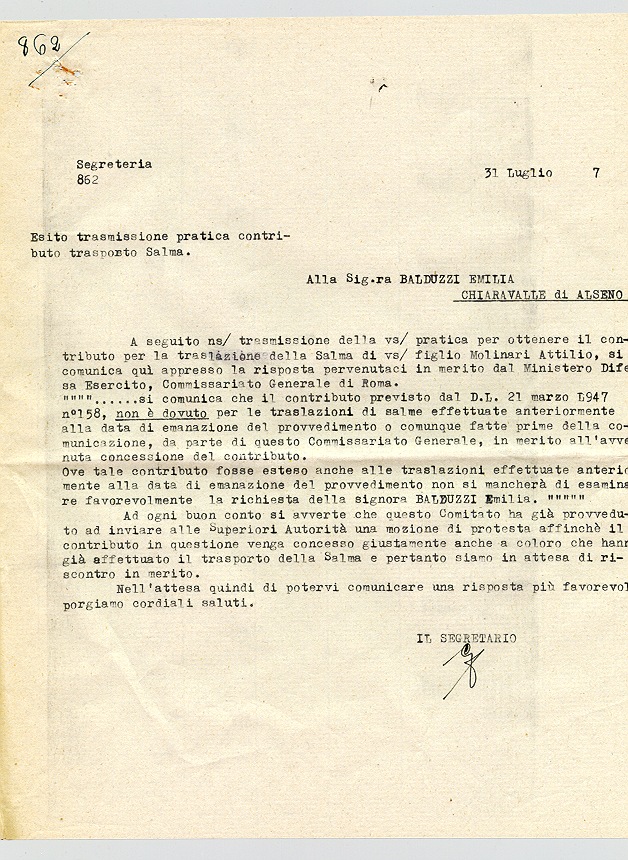 862
Segreteria
862
31 Luglio 7
Esito trasmissione pratica contri-
buto trasporto Salma.
Alla Sig.ra BALDUZZI EMILIA
CHIARAVALLE di ALSENO
A seguito ns/ trasmissione della vs/ pratica per ottenere il con-
tributo per la traslazione della Salma di vs/ figlio Molinari Attilio, si
comunica quì appresso la risposta pervenutaci in merito dal Ministero Dife
sa Esercito, Commissariato Generale di Roma.
""""......si comunica che il contributo previsto dal D.L. 21 marzo L947
n°158, non è dovuto per le traslazioni di salme effettuate anteriormente
alla data di emanazione del provvedimento o comunque fatte prime della co-
municazione, da parte di questo Commissariato Generale, in merito all'avve
nuta concessione del contributo.
Ove tale contributo fosse esteso anche alle traslazioni effettuate anterio
mente alla data di emanazione del provvedimento non si mancherà di esamina
re favorevolmente la richiesta della signora BALDUZZI Emilia. """""
Ad ogni buon conto si avverte che questo Comitato ha già provvedu-
to ad inviare alle Superiori Autorità una mozione di protesta affinchè il
contributo in questione venga concesso giustamente anche a coloro che hann
già effettuato il trasporto della Salma e pertanto siamo in attesa di ri-
scontro in merito.
Nell'attesa quindi di potervi comunicare una risposta più favorevol
porgiamo cordiali saluti.
IL SEGRETARIO